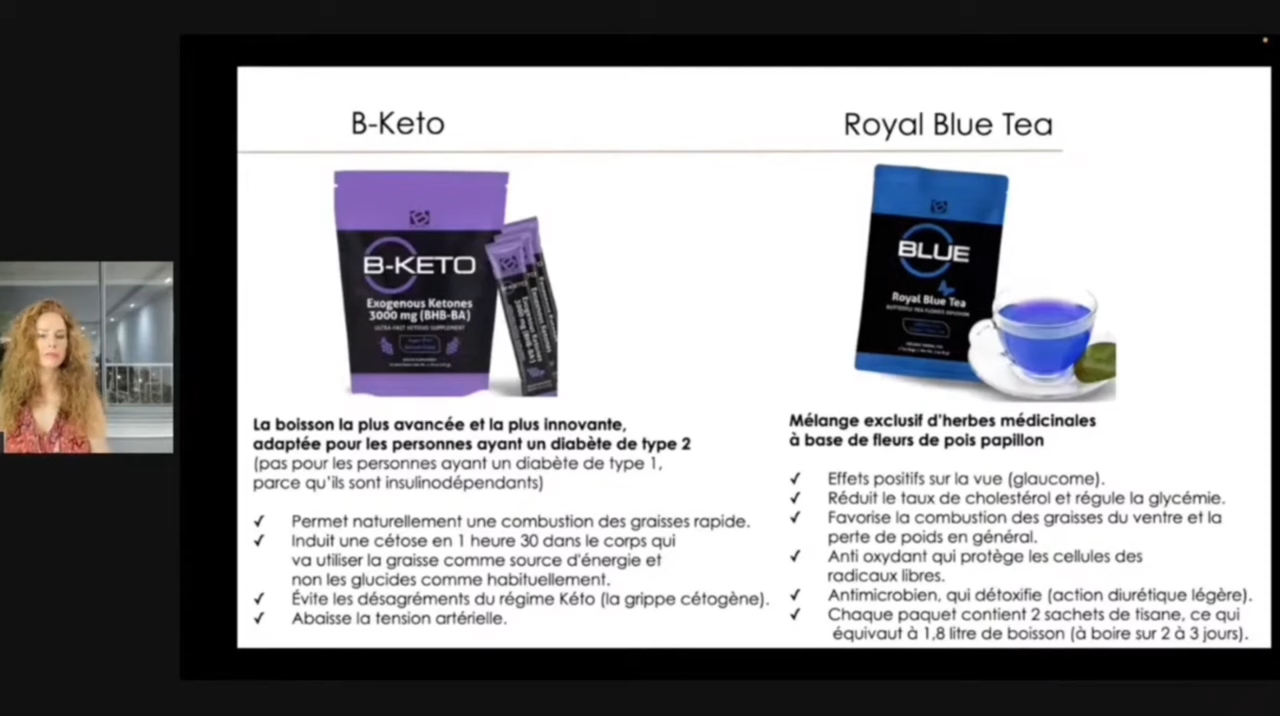 B-Keto
B-KETO
Exogenous Ketones
3000 mg (BHB-BA)
ULTRA-FAST KETOSIS SUPPLEMENT
La boisson la plus avancée et la plus innovante,
adaptée pour les personnes ayant un diabète de type 2
(pas pour les personnes ayant un diabète de type 1,
parce qu'ils sont insulinodépendants)
✓ Permet naturellement une combustion des graisses rapide.
✓ Induit une cétose en 1 heure 30 dans le corps qui
va utiliser la graisse comme source d'énergie et
non les glucides comme habituellement.
✓ Évite les désagréments du régime Kéto (la grippe cétogène).
✓ Abaisse la tension artérielle.
Royal Blue Tea
BLUE
Royal Blue Tea
Mélange exclusif d'herbes médicinales
à base de fleurs de pois papillon
✓ Effets positifs sur la vue (glaucome).
✓ Réduit le taux de cholestérol et régule la glycémie.
✓ Favorise la combustion des graisses du ventre et la
perte de poids en général.
✓ Anti oxydant qui protège les cellules des
radicaux libres.
✓ Antimicrobien, qui détoxifie (action diurétique légère).
✓ Chaque paquet contient 2 sachets de tisane, ce qui
équivaut à 1,8 litre de boisson (à boire sur 2 à 3 jours).